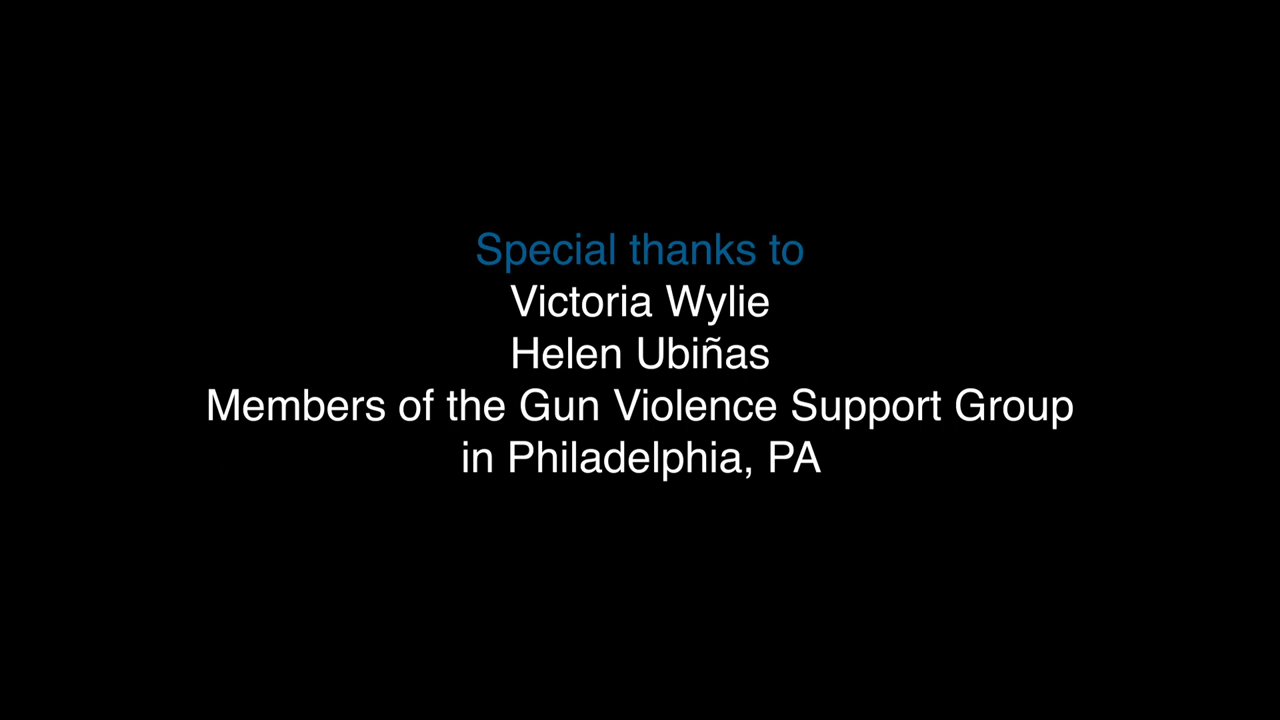 Special thanks to
Victoria Wylie
Helen Ubiñas
Members of the Gun Violence Support Group
in Philadelphia, PA